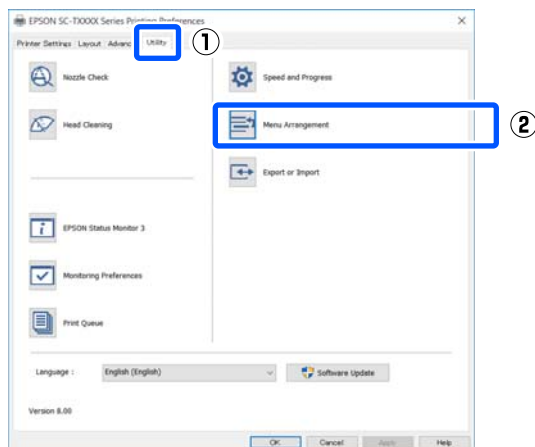 EPSON SC-TXXXX Series Printing Preferences
Printer Settings Layout Advanc Utility
①
Nozzle Check
Speed and Progress
Head Cleaning
Menu Arrangement
②
Export or Import
EPSON Status Monitor 3
Monitoring Preferences
Print Queue
Language : English (English)
Software Update
Version 8.00
OK Cancel Apply Help